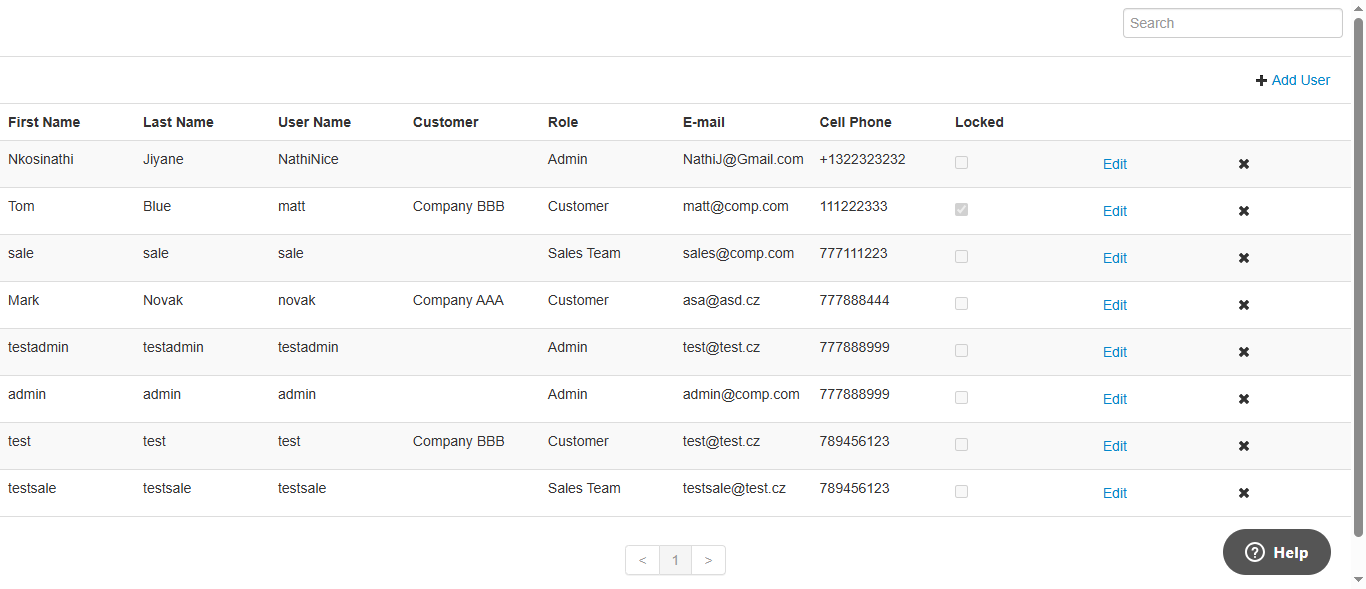 Search
Add User
First Name Last Name User Name Customer Role E-mail Cell Phone Locked
Nkosinathi Jiyane NathiNice Admin NathiJ@Gmail.com +1322323232 Edit
Tom Blue matt Company BBB Customer matt@comp.com 111222333 Edit
sale sale sale Sales Team sales@comp.com 777111223 Edit
Mark Novak novak Company AAA Customer asa@asd.cz 777888444 Edit
testadmin testadmin testadmin Admin test@test.cz 777888999 Edit
admin admin admin Admin admin@comp.com 777888999 Edit
test test test Company BBB Customer test@test.cz 789456123 Edit
testsale testsale testsale Sales Team testsale@test.cz 789456123 Edit
< 1 >
Help